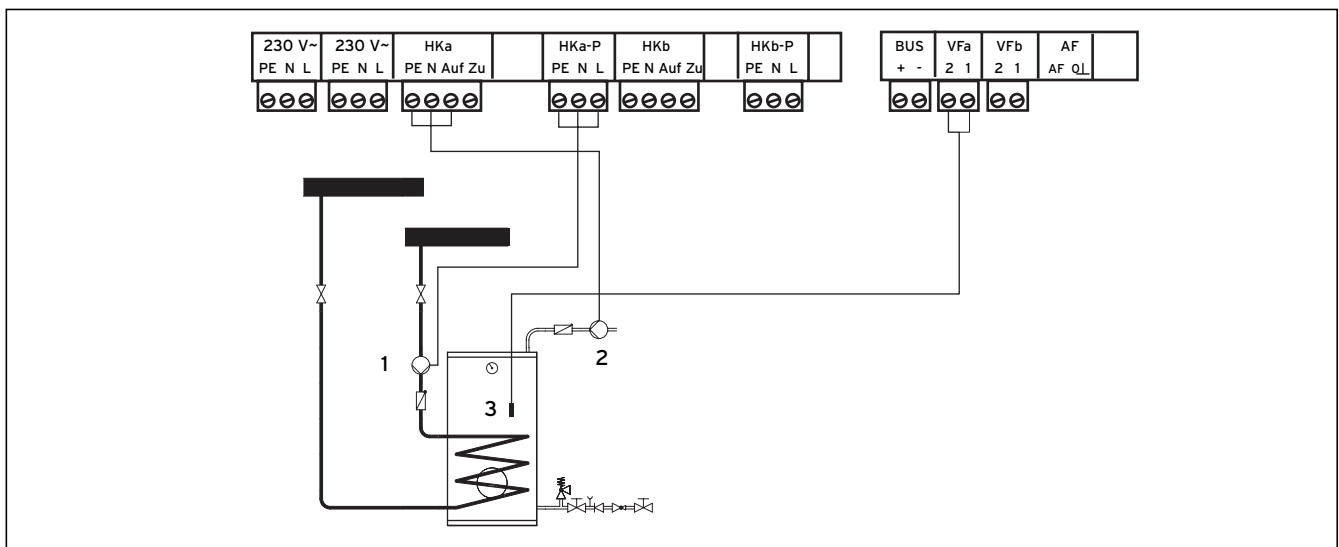 230 V~ 230 V~ HKa HKa-P HKb HKb-P BUS VFa VFb AF
PE N L PE N L PE N Auf Zu PE N L PE N Auf Zu PE N L + - 2 1 2 1 AF 0⊥
1
2
3